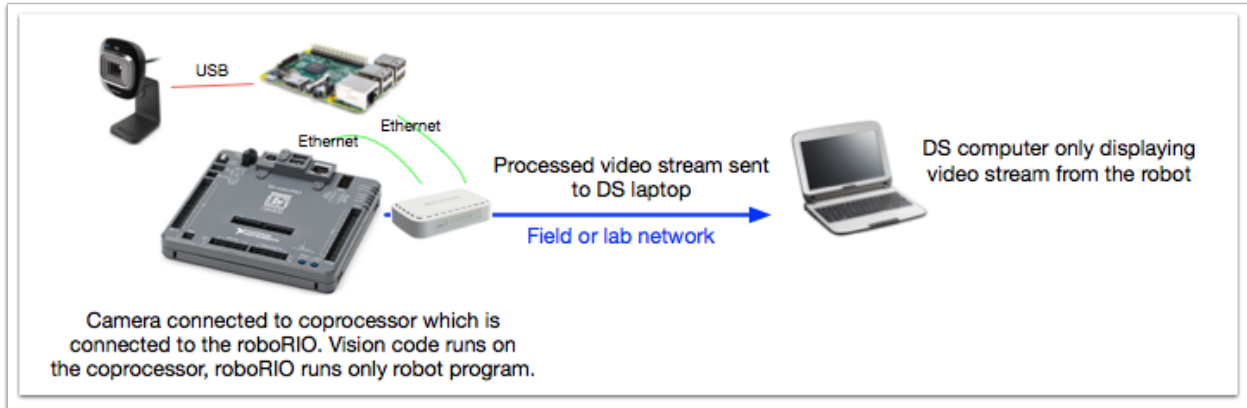 USB
Ethernet
Ethernet
Processed video stream sent
to DS laptop
Field or lab network
DS computer only displaying
video stream from the robot
Camera connected to coprocessor which is
connected to the roboRIO. Vision code runs on
the coprocessor, roboRIO runs only robot program.